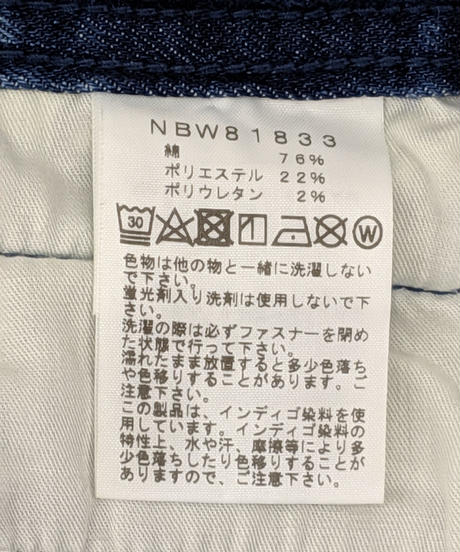 NBW81833
綿 76%
ポリエステル 22%
ポリウレタン 2%
30 W
色物は他の物と一緒に洗濯しない
で下さい。
蛍光剤入り洗剤は使用しないで下
さい。
洗濯の際は必ずファスナーを閉め
た状態で行って下さい。
濡れたまま放置すると多少色落ち
や色移りすることがあります。ご
注意下さい。
この製品は、インディゴ染料を使
用しています。インディゴ染料の
特性上、水や汗、摩擦等により多
少色落ちしたり色移りすることが
ありますので、ご注意下さい。